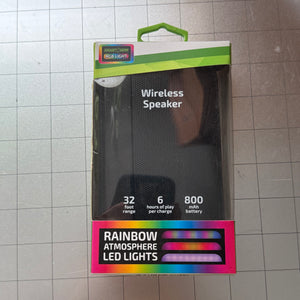 Wireless
Speaker
32
foot
range
6
hours of play
per charge
800
mAh
battery
RAINBOW
ATMOSPHERE
LED LIGHTS